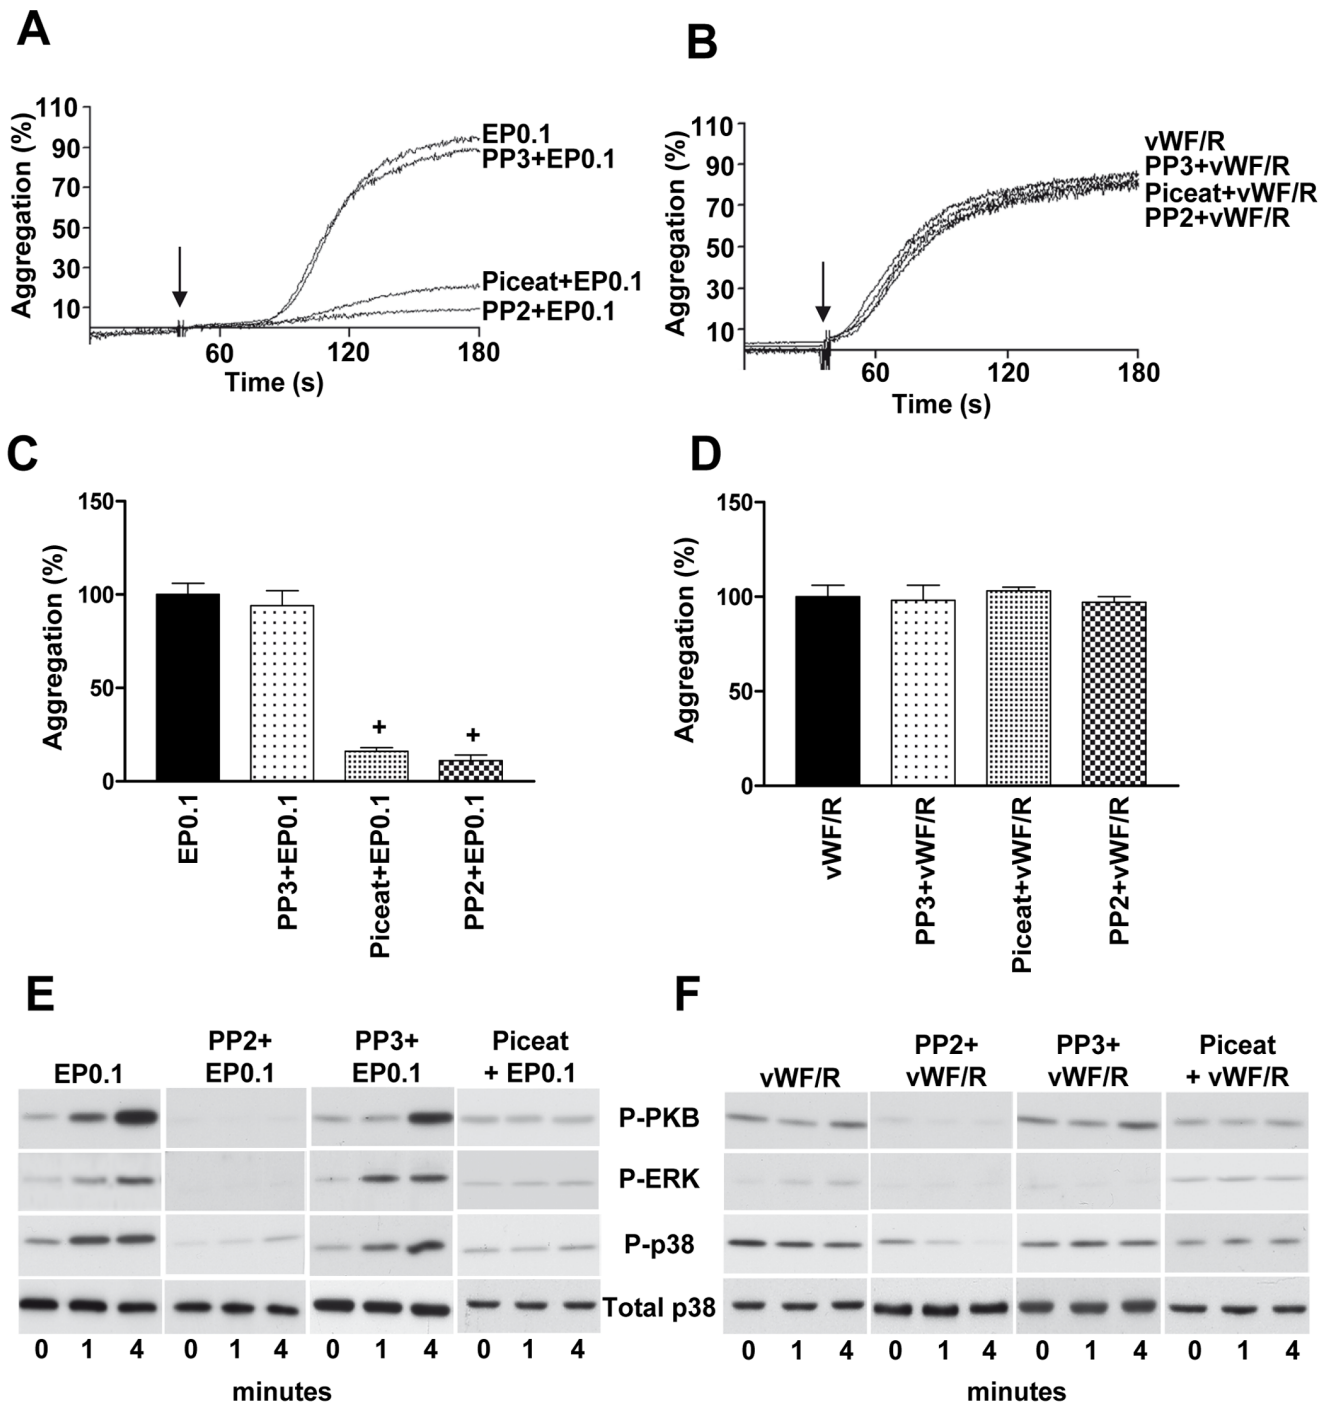 A
Aggregation (%)
110
90
70
50
30
10
EP0.1
PP3+EP0.1
Piceat+EP0.1
PP2+EP0.1
60 120 180
Time (s)
B
Aggregation (%)
110
90
70
50
30
10
vWF/R
PP3+vWF/R
Piceat+vWF/R
PP2+vWF/R
60 120 180
Time (s)
C
Aggregation (%)
150
100
50
0
+ +
EP0.1
PP3+EP0.1
Piceat+EP0.1
PP2+EP0.1
D
Aggregation (%)
150
100
50
0
vWF/R
PP3+vWF/R
Piceat+vWF/R
PP2+vWF/R
E
EP0.1
PP2+
EP0.1
PP3+
EP0.1
Piceat
+ EP0.1
P-PKB
P-ERK
P-p38
Total p38
0 1 4 0 1 4 0 1 4 0 1 4
minutes
F
vWF/R
PP2+
vWF/R
PP3+
vWF/R
Piceat
+ vWF/R
0 1 4 0 1 4 0 1 4 0 1 4
minutes